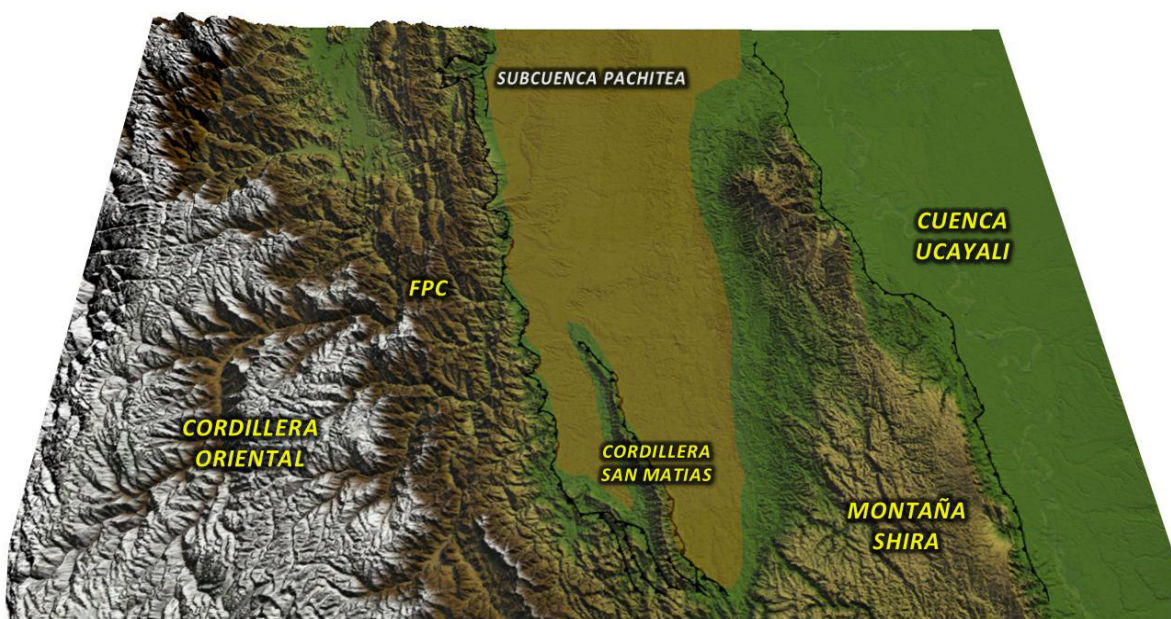 SUBCUENCA PACHITEA
CUENCA
UCAYALI
FPC
CORDILLERA
ORIENTAL
CORDILLERA
SAN MATIAS
MONTAÑA
SHIRA